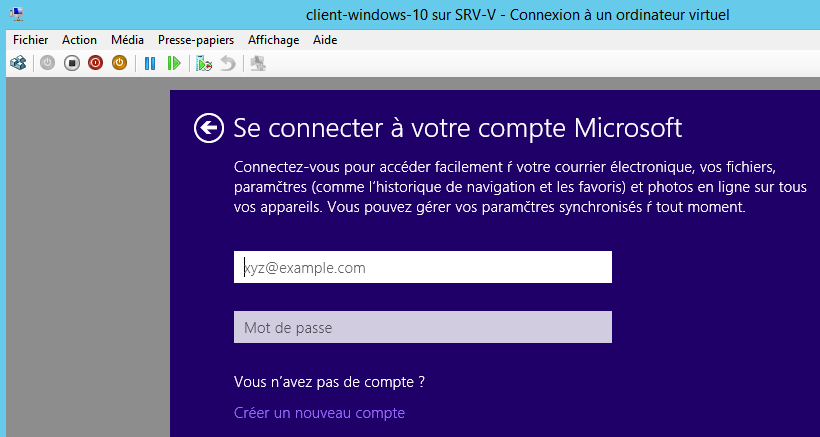 client-windows-10 sur SRV-V - Connexion à un ordinateur virtuel
Fichier Action Média Presse-papiers Affichage Aide
Se connecter à votre compte Microsoft
Connectez-vous pour accéder facilement ŕ votre courrier électronique, vos fichiers,
paramčtres (comme l’historique de navigation et les favoris) et photos en ligne sur tous
vos appareils. Vous pouvez gérer vos paramčtres synchronisés ŕ tout moment.
xyz@example.com
Mot de passe
Vous n’avez pas de compte ?
Créer un nouveau compte